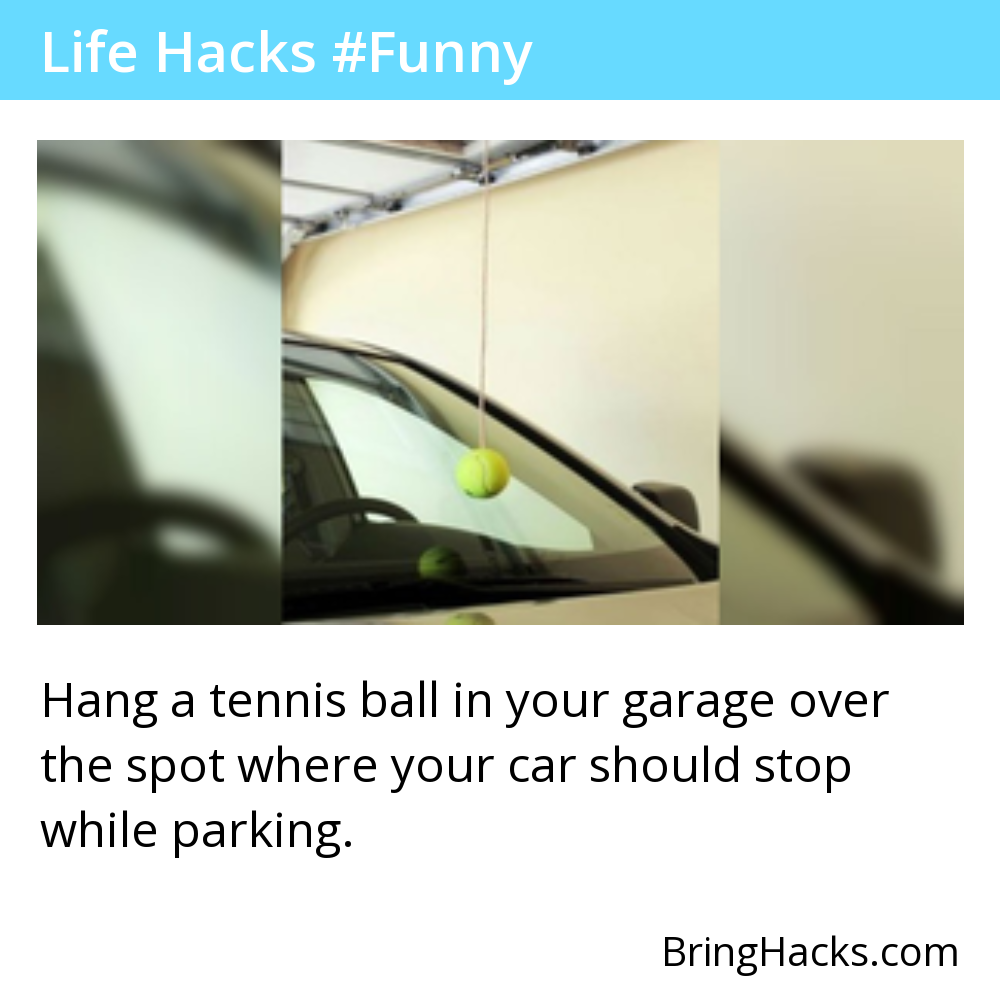 Life Hacks #Funny
Hang a tennis ball in your garage over
the spot where your car should stop
while parking.
BringHacks.com